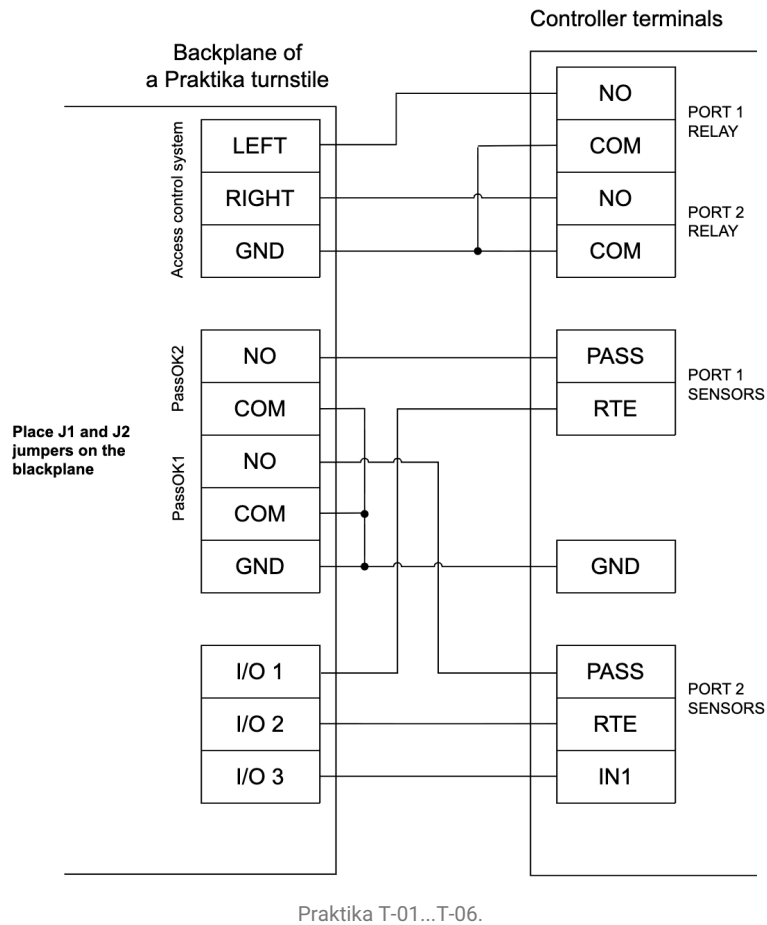 Controller terminals
Backplane of
a Praktika turnstile
Access control system
LEFT
RIGHT
GND
NO
COM
NO
COM
PORT 1
RELAY
PORT 2
RELAY
Place J1 and J2
jumpers on the
blackplane
PassOK2
PassOK1
NO
COM
NO
COM
GND
PASS
RTE
PORT 1
SENSORS
GND
I/O 1
I/O 2
I/O 3
PASS
RTE
IN1
PORT 2
SENSORS
Praktika T-01...T-06.